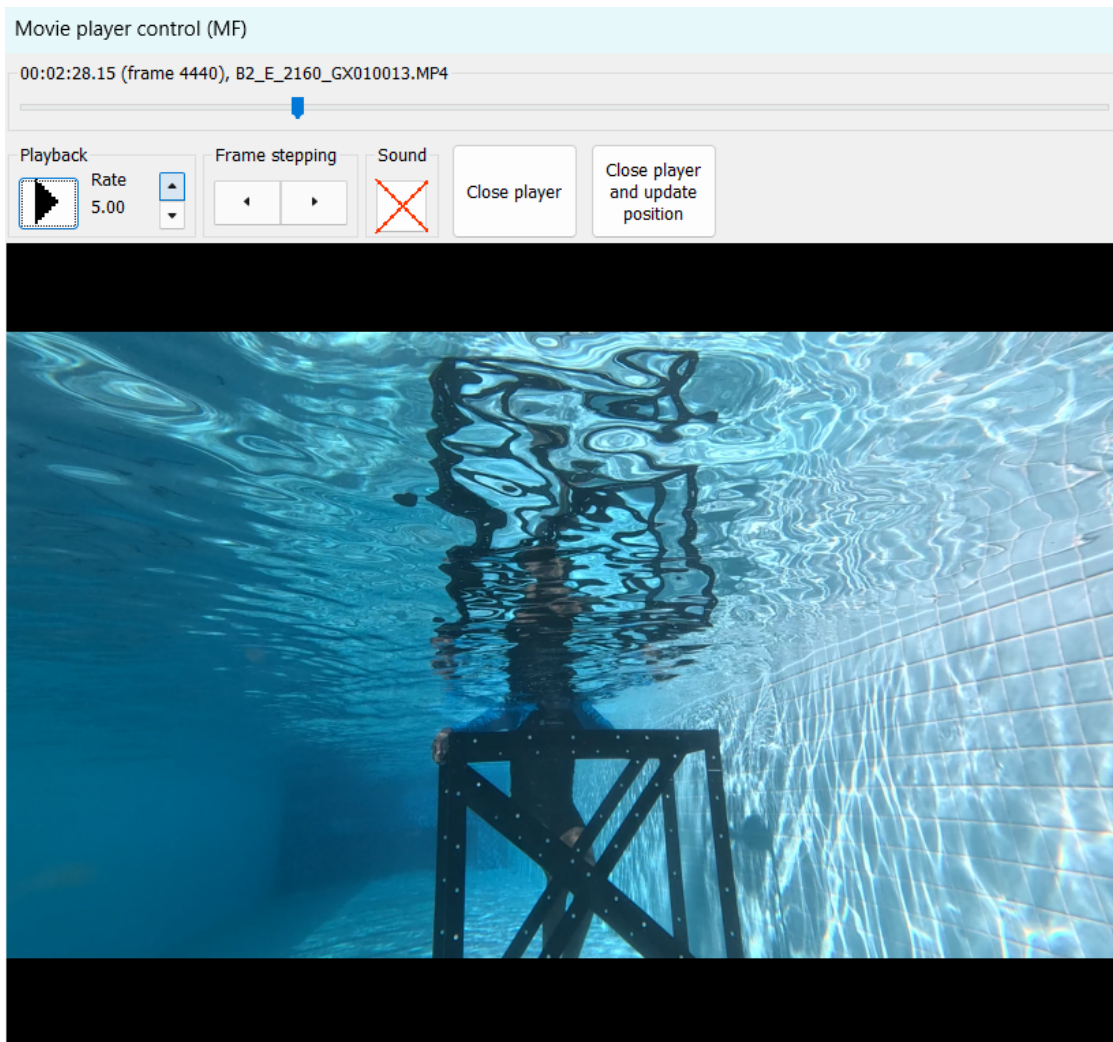 Movie player control (MF)
00:02:28.15 (frame 4440), B2_E_2160_GX010013.MP4
Playback
Rate
5.00
Frame stepping
Sound
Close player
Close player
and update
position